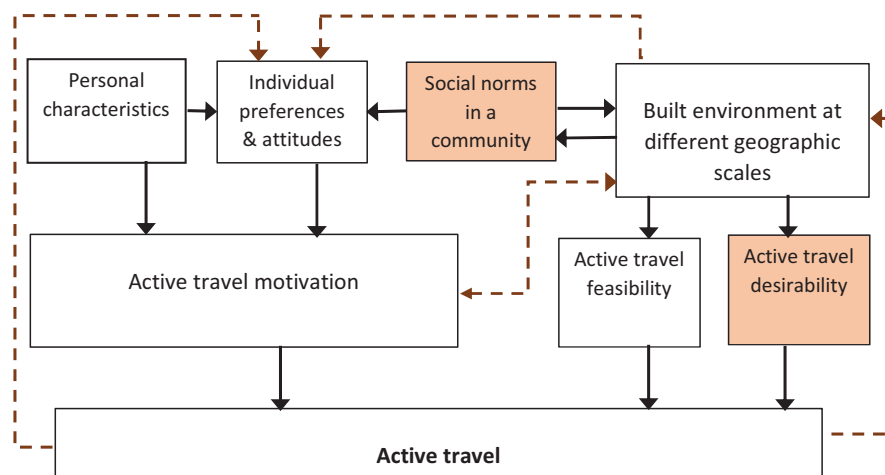 Personal
characteristics
Individual
preferences
& attitudes
Social norms
in a
community
Built environment at
different geographic
scales
Active travel motivation
Active travel
feasibility
Active travel
desirability
Active travel